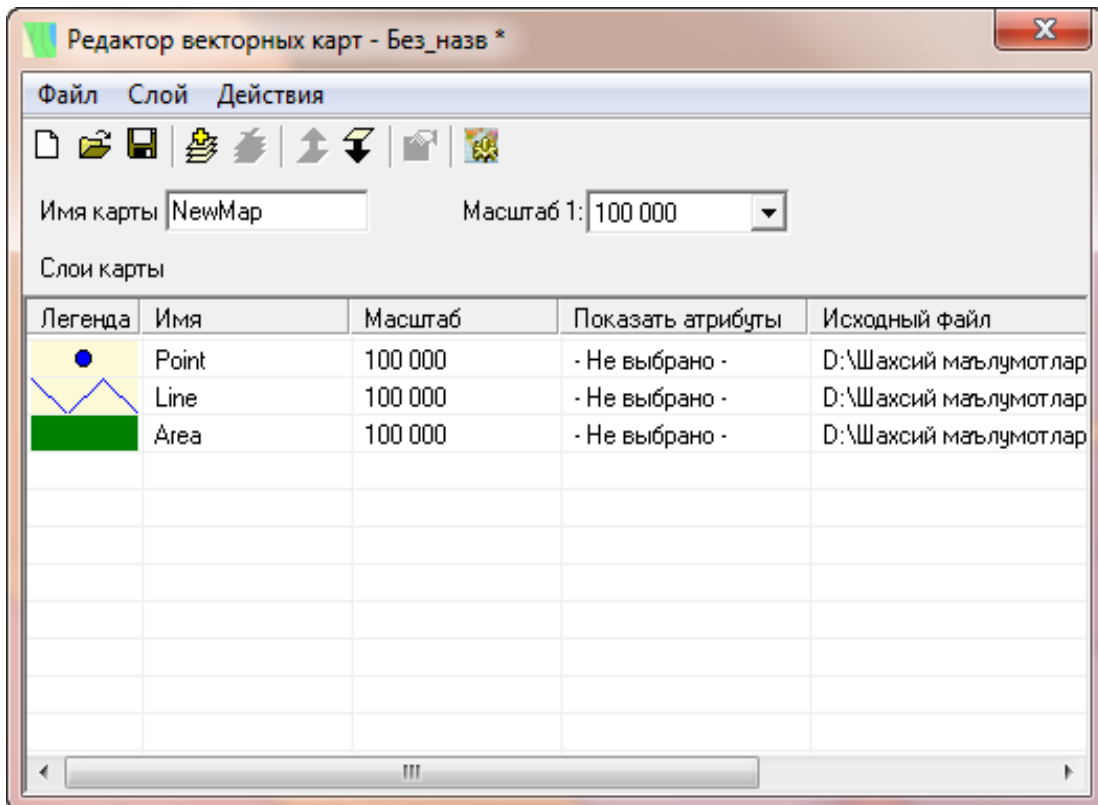 Редактор векторных карт - Без_назв *
Файл Слой Действия
Имя карты NewMap Масштаб 1: 100 000
Слои карты
Легенда Имя Масштаб Показать атрибуты Исходный файл
Point 100 000 - Не выбрано - D:\Шахсий маълумотлар
Line 100 000 - Не выбрано - D:\Шахсий маълумотлар
Area 100 000 - Не выбрано - D:\Шахсий маълумотлар